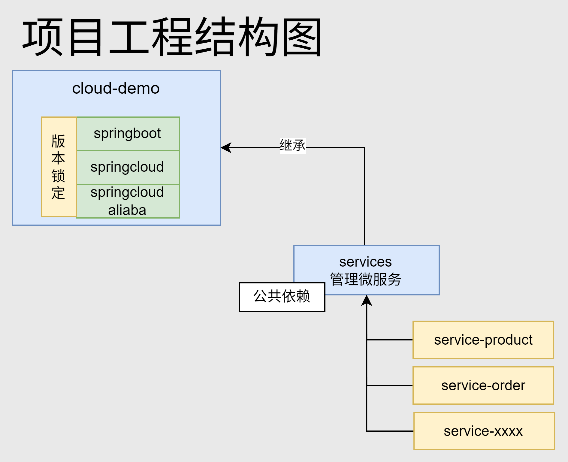 项目工程结构图
cloud-demo
版本锁定
springboot
springcloud
springcloud
aliaba
继承
services
管理微服务
公共依赖
service-product
service-order
service-xxxx